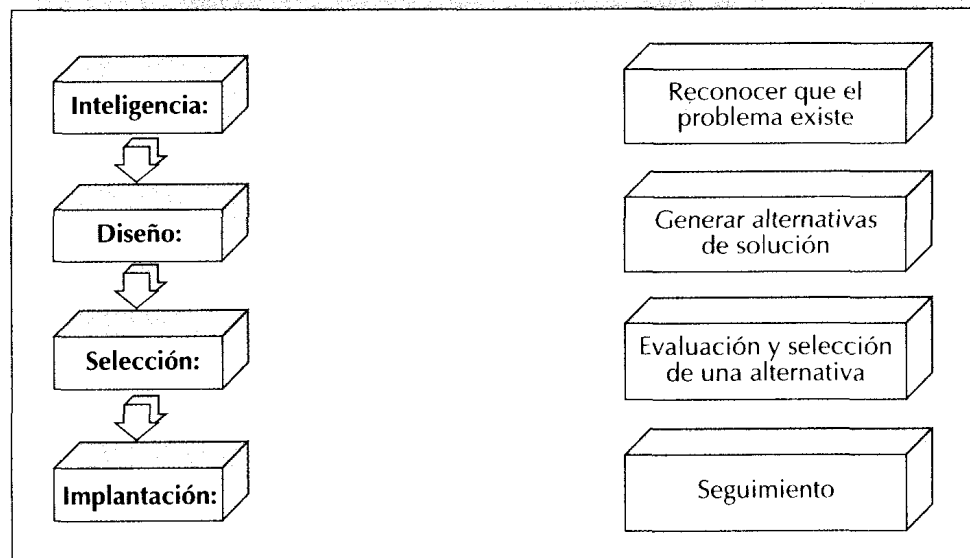 Inteligencia:
Reconocer que el
problema existe
Diseño:
Generar alternativas
de solución
Selección:
Evaluación y selección
de una alternativa
Implantación:
Seguimiento